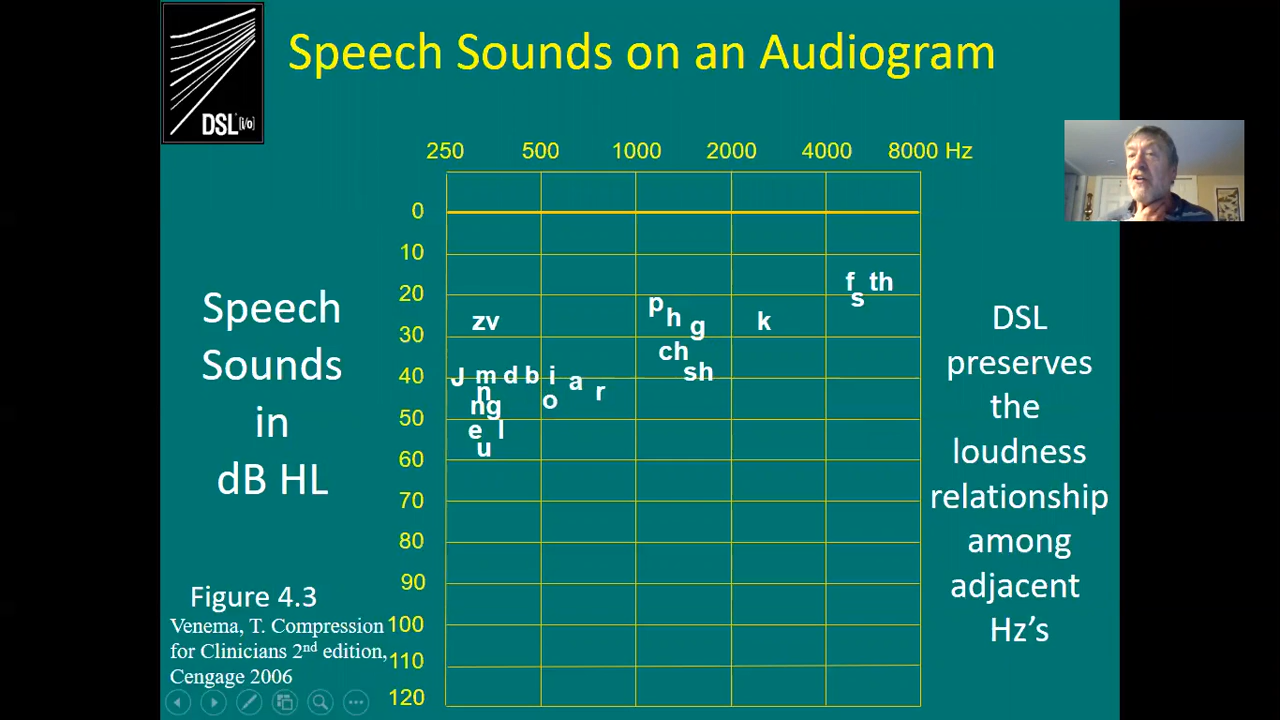 DSL [i/o]
Speech Sounds on an Audiogram
250 500 1000 2000 4000 8000 Hz
0
10
20
30
40
50
60
70
80
90
100
110
120
f th
s
p
h
g
zv
k
ch
sh
J m d b i a r
n
ng
o
e l
u
Speech
Sounds
in
dB HL
DSL
preserves
the
loudness
relationship
among
adjacent
Hz’s
Figure 4.3
Venema, T. Compression
for Clinicians 2nd edition,
Cengage 2006